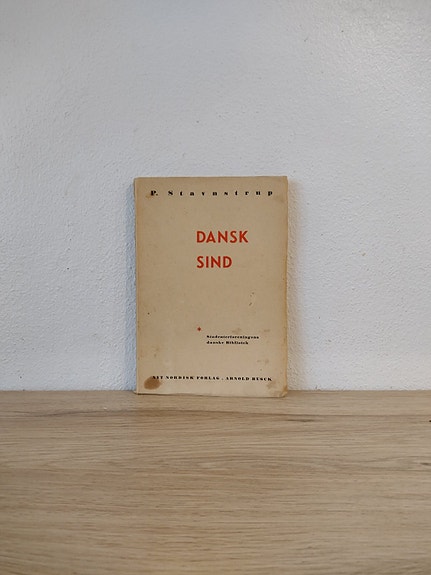 P. Stavnstrup
DANSK
SIND
Studenterforeningens
danske Bibliotek
NYT NORDISK FORLAG . ARNOLD BUSCK